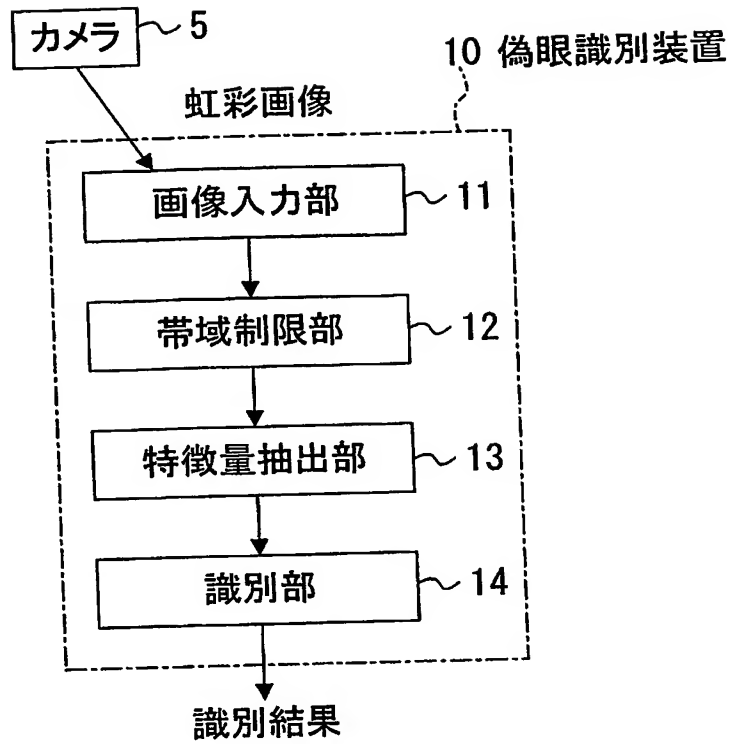 カメラ 5
10 偽眼識別装置
虹彩画像
画像入力部 11
帯域制限部 12
特徴量抽出部 13
識別部 14
識別結果